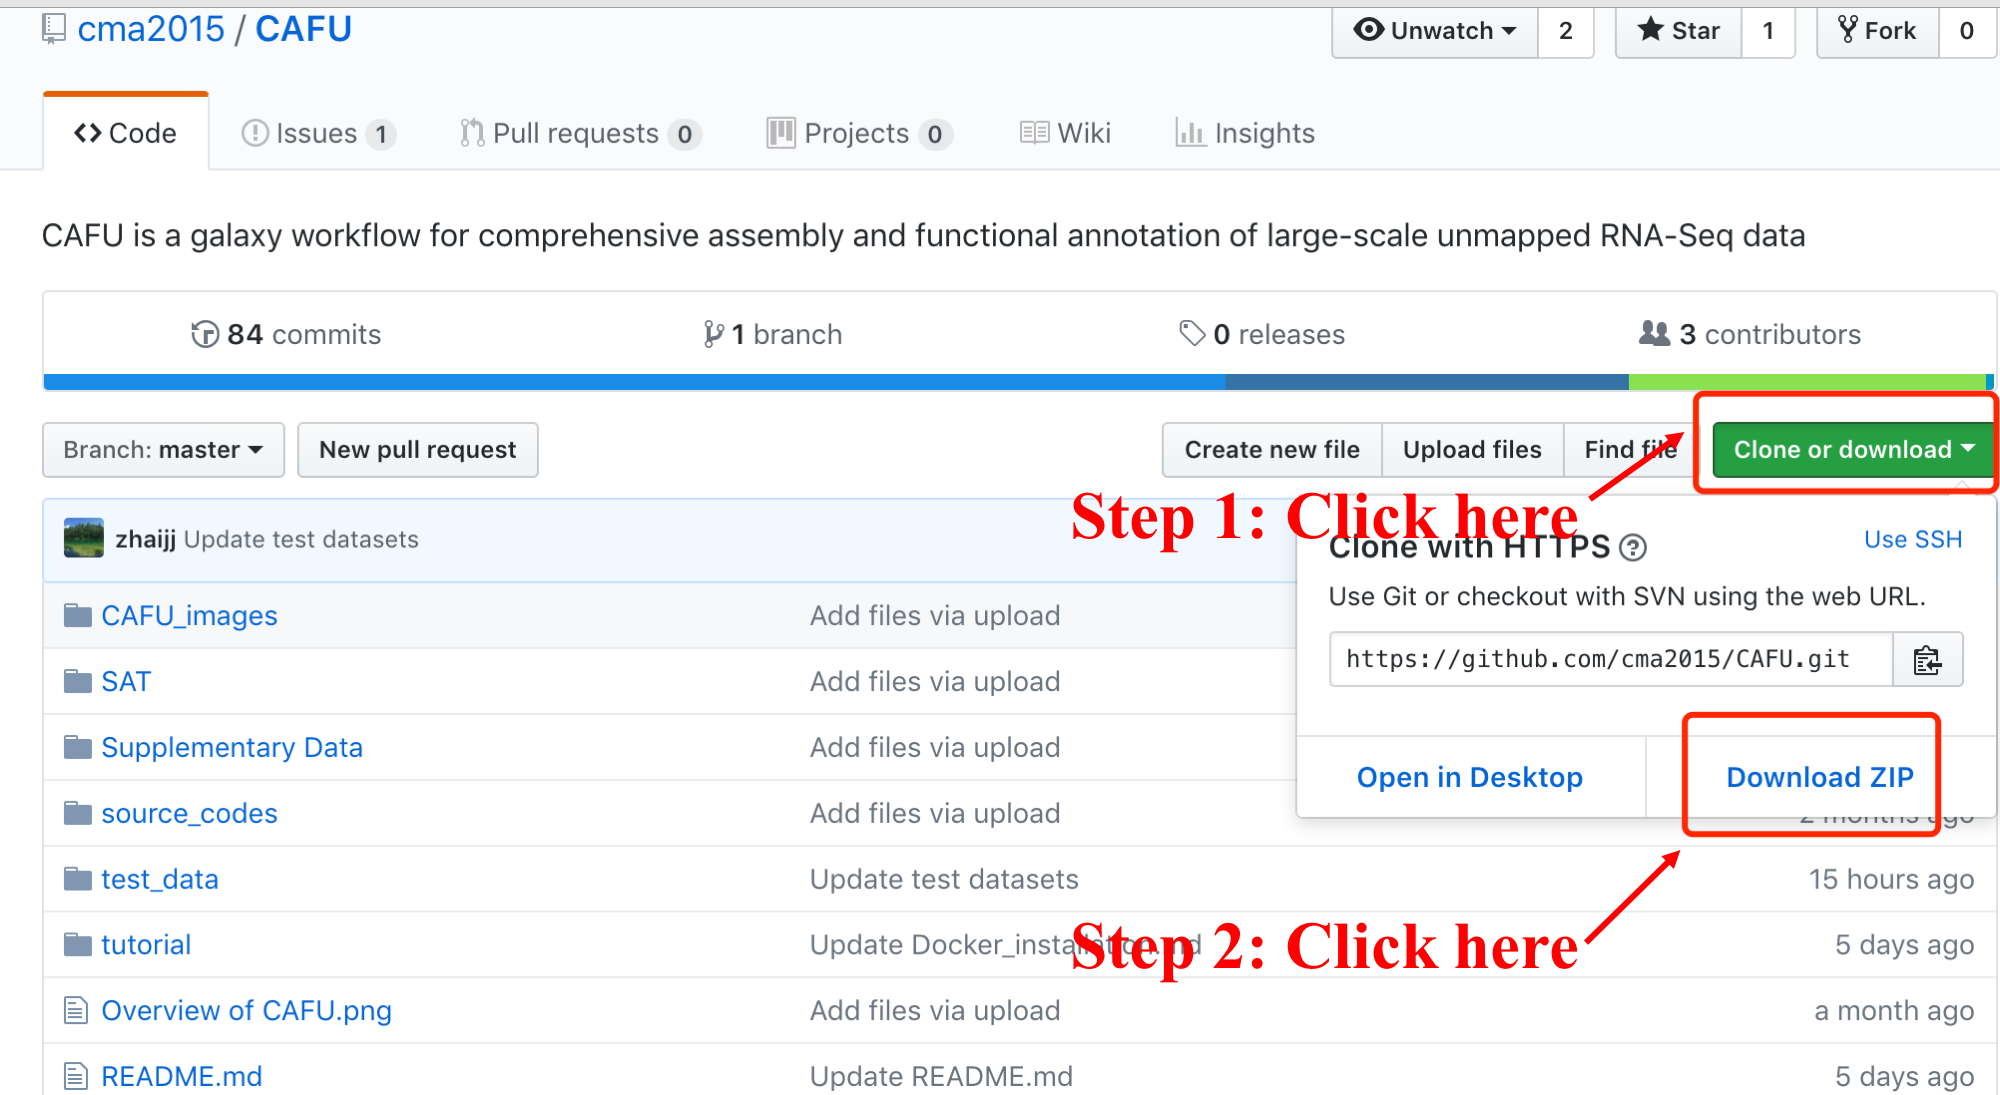 cma2015 / CAFU
Unwatch 2 Star 1 Fork 0
Code Issues 1 Pull requests 0 Projects 0 Wiki Insights
CAFU is a galaxy workflow for comprehensive assembly and functional annotation of large-scale unmapped RNA-Seq data
84 commits 1 branch 0 releases 3 contributors
Branch: master New pull request Create new file Upload files Find file Clone or download
Step 1: Click here
zhaijj Update test datasets
Clone with HTTPS ? Use SSH
Use Git or checkout with SVN using the web URL.
https://github.com/cma2015/CAFU.git
Open in Desktop Download ZIP
CAFU_images Add files via upload
SAT Add files via upload
Supplementary Data Add files via upload
source_codes Add files via upload 2 months ago
test_data Update test datasets 15 hours ago
tutorial Update Docker_installation.md 5 days ago
Step 2: Click here
Overview of CAFU.png Add files via upload a month ago
README.md Update README.md 5 days ago